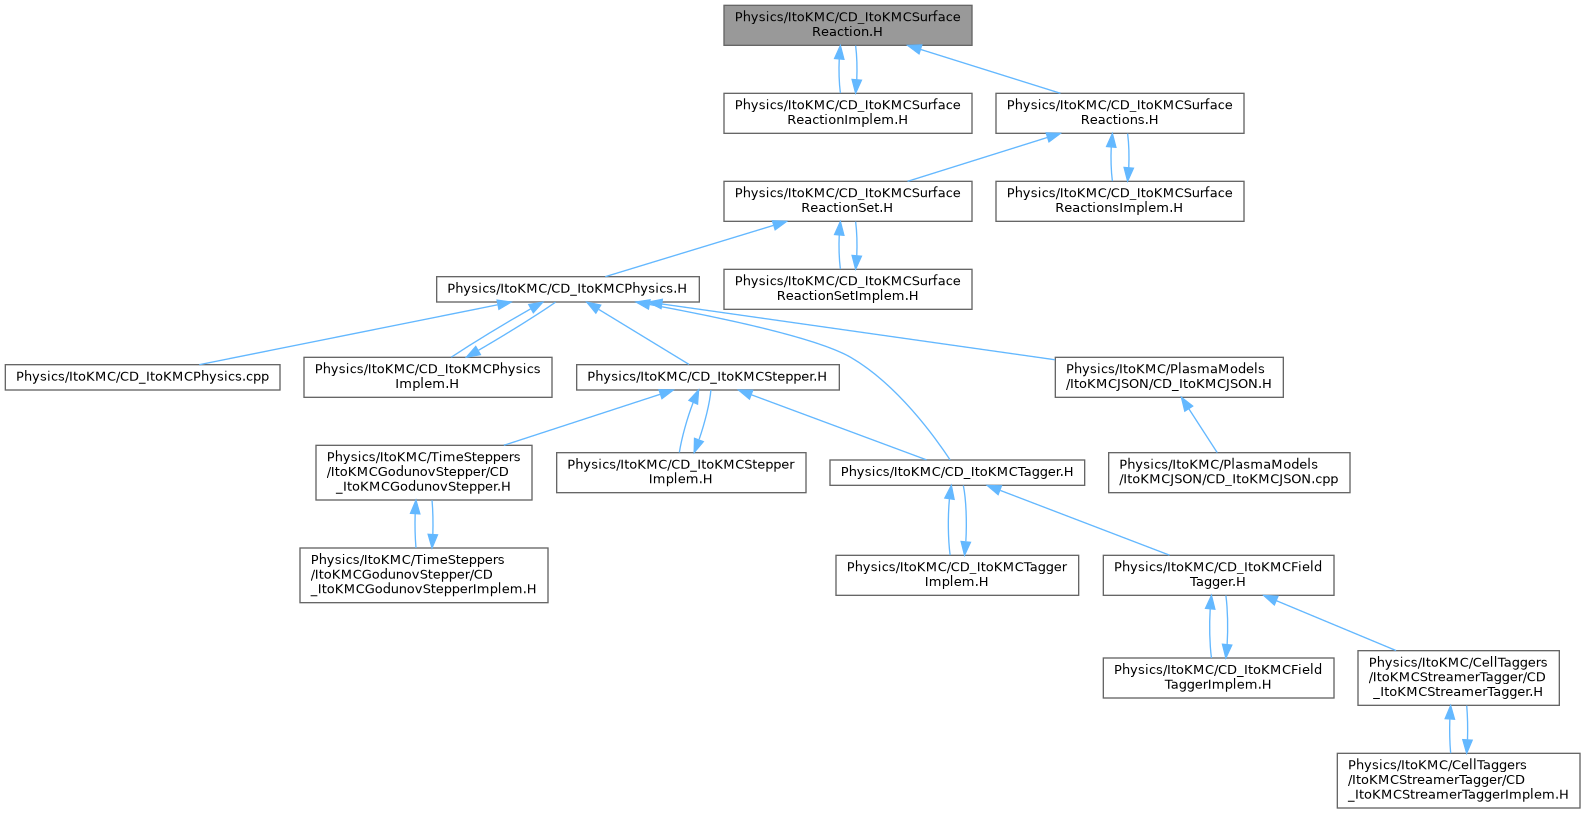 Physics/ItoKMC/CD_ItoKMCSurface
Reaction.H
Physics/ItoKMC/CD_ItoKMCSurface
ReactionImplem.H
Physics/ItoKMC/CD_ItoKMCSurface
Reactions.H
Physics/ItoKMC/CD_ItoKMCSurface
ReactionSet.H
Physics/ItoKMC/CD_ItoKMCSurface
ReactionsImplem.H
Physics/ItoKMC/CD_ItoKMCPhysics.H
Physics/ItoKMC/CD_ItoKMCSurface
ReactionSetImplem.H
Physics/ItoKMC/CD_ItoKMCPhysics.cpp
Physics/ItoKMC/CD_ItoKMCPhysics
Implem.H
Physics/ItoKMC/CD_ItoKMCStepper.H
Physics/ItoKMC/PlasmaModels
/ItoKMCJSON/CD_ItoKMCJSON.H
Physics/ItoKMC/TimeSteppers
/ItoKMCGodunovStepper/CD
_ItoKMCGodunovStepper.H
Physics/ItoKMC/CD_ItoKMCStepper
Implem.H
Physics/ItoKMC/CD_ItoKMCTagger.H
Physics/ItoKMC/PlasmaModels
/ItoKMCJSON/CD_ItoKMCJSON.cpp
Physics/ItoKMC/TimeSteppers
/ItoKMCGodunovStepper/CD
_ItoKMCGodunovStepperImplem.H
Physics/ItoKMC/CD_ItoKMCTagger
Implem.H
Physics/ItoKMC/CD_ItoKMCField
Tagger.H
Physics/ItoKMC/CD_ItoKMCField
TaggerImplem.H
Physics/ItoKMC/CellTaggers
/ItoKMCStreamerTagger/CD
_ItoKMCStreamerTagger.H
Physics/ItoKMC/CellTaggers
/ItoKMCStreamerTagger/CD
_ItoKMCStreamerTaggerImplem.H